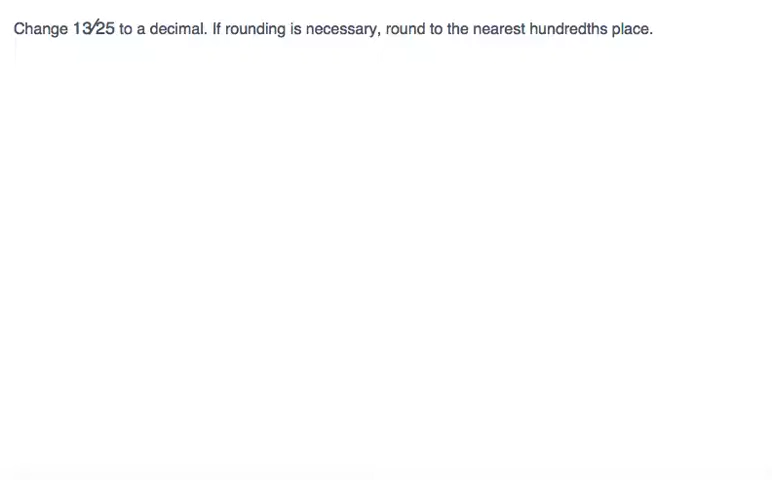 Change 13⁄25 to a decimal. If rounding is necessary, round to the nearest hundredths place.